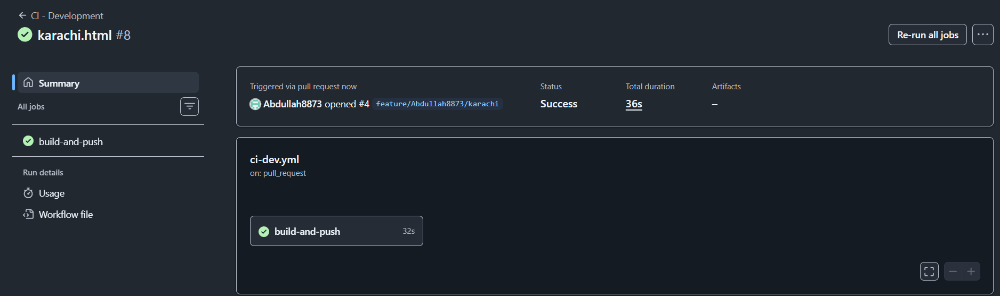 CI - Development
karachi.html #8
Re-run all jobs
Summary
All jobs
build-and-push
Run details
Usage
Workflow file
Triggered via pull request now
Abdullah8873 opened #4 feature/Abdullah8873/karachi
Status
Success
Total duration
36s
Artifacts
–
ci-dev.yml
on: pull_request
build-and-push 32s